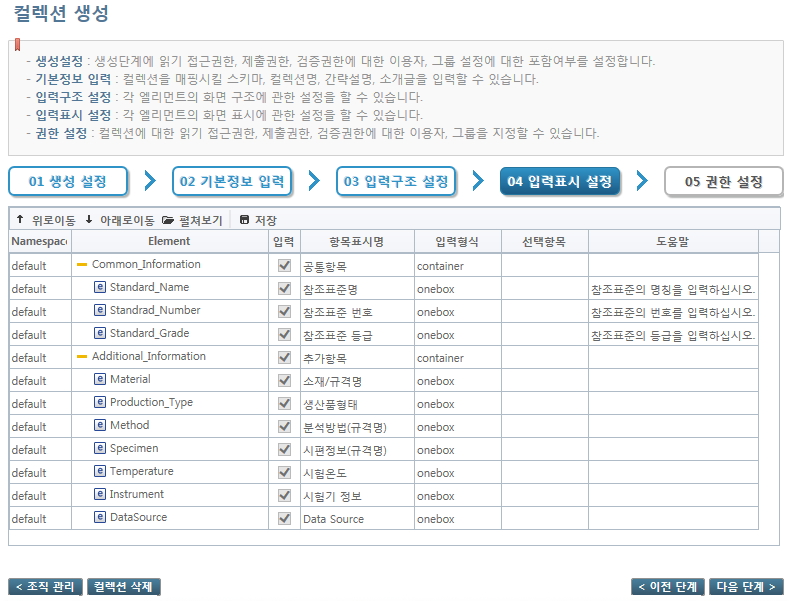 컬렉션 생성
- 생성설정 : 생성단계에 읽기 접근권한, 제출권한, 검증권한에 대한 이용자, 그룹 설정에 대한 포함여부를 설정합니다.
- 기본정보 입력 : 컬렉션을 매핑시킬 스키마, 컬렉션명, 간략설명, 소개글을 입력할 수 있습니다.
- 입력구조 설정 : 각 엘리먼트의 화면 구조에 관한 설정을 할 수 있습니다.
- 입력표시 설정 : 각 엘리먼트의 화면 표시에 관한 설정을 할 수 있습니다.
- 권한 설정 : 컬렉션에 대한 읽기 접근권한, 제출권한, 검증권한에 대한 이용자, 그룹을 지정할 수 있습니다.
01 생성 설정 02 기본정보 입력 03 입력구조 설정 04 입력표시 설정 05 권한 설정
위로이동 아래로이동 펼쳐보기 저장
Namespac Element 입력 항목표시명 입력형식 선택항목 도움말
default Common_Information 공통항목 container
default Standard_Name 참조표준명 onebox 참조표준의 명칭을 입력하십시오.
default Standrad_Number 참조표준 번호 onebox 참조표준의 번호를 입력하십시오.
default Standard_Grade 참조표준 등급 onebox 참조표준의 등급을 입력하십시오.
default Additional_Information 추가항목 container
default Material 소재/규격명 onebox
default Production_Type 생산품형태 onebox
default Method 분석방법(규격명) onebox
default Specimen 시편정보(규격명) onebox
default Temperature 시험온도 onebox
default Instrument 시험기 정보 onebox
default DataSource Data Source onebox
< 조직 관리 컬렉션 삭제 < 이전 단계 다음 단계 >